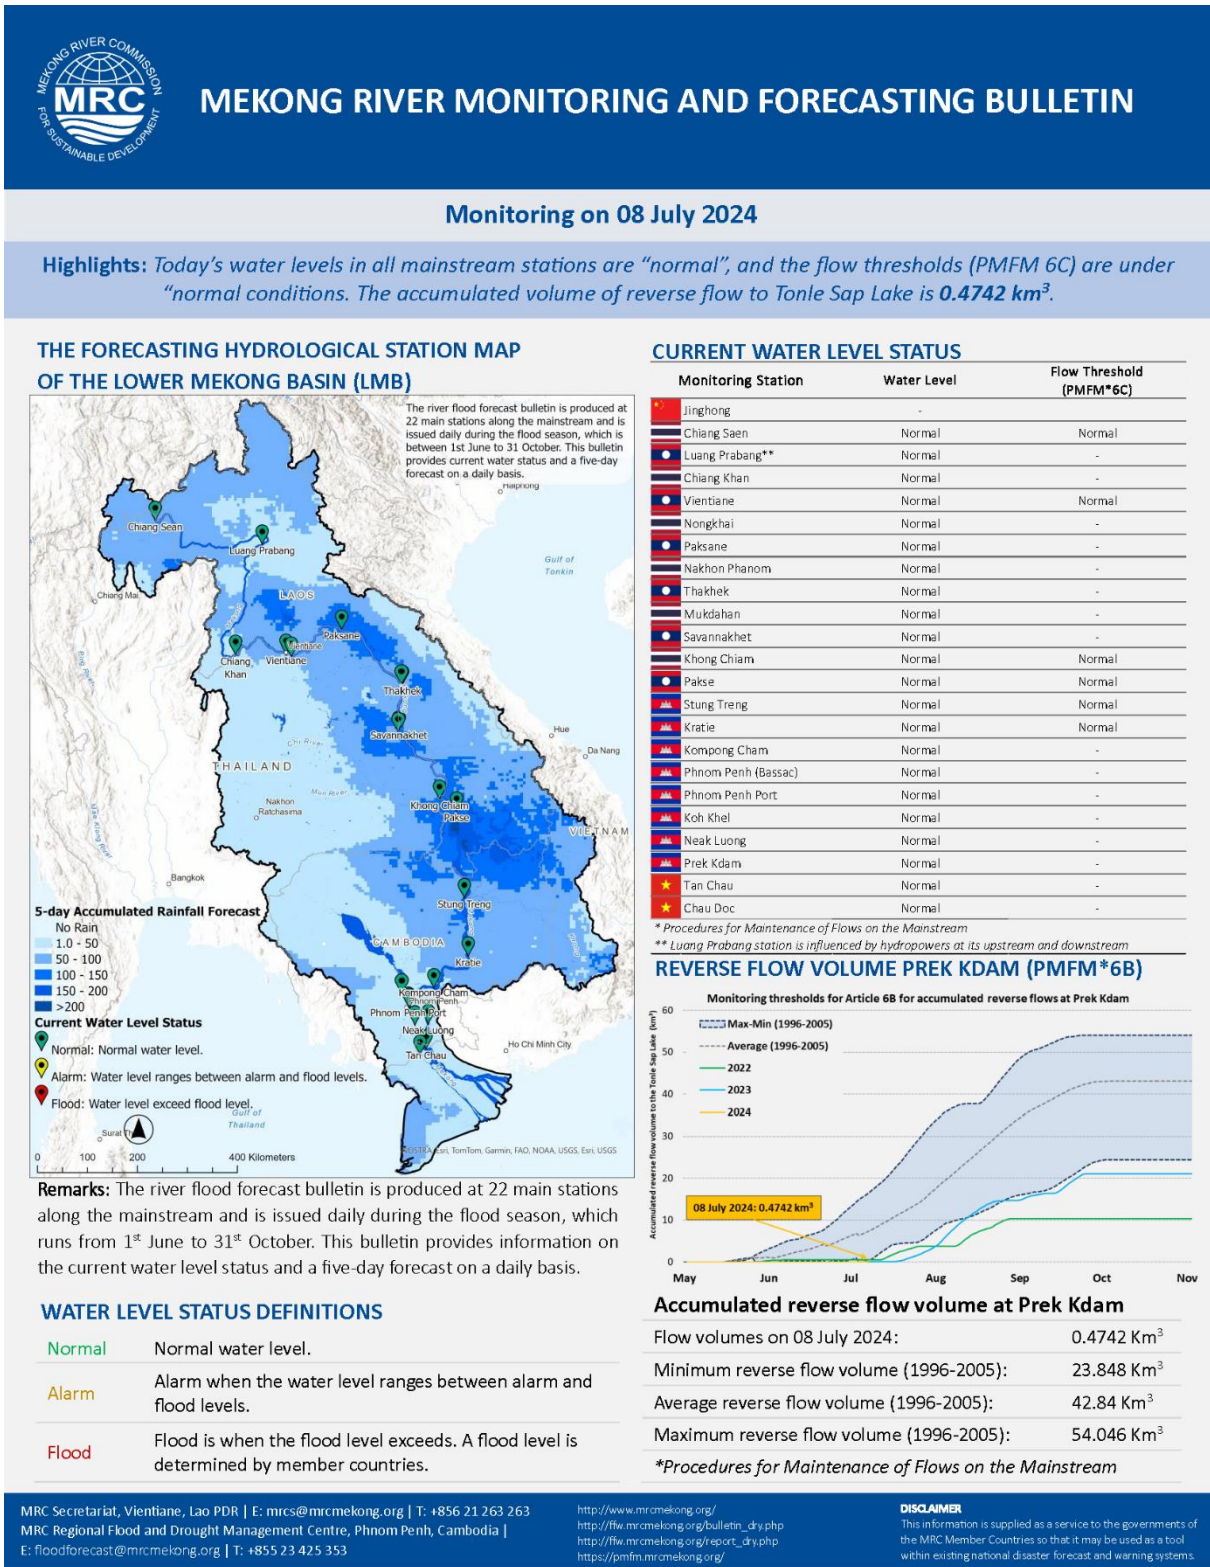 MEKONG RIVER COMMISSION
MRC
FOR SUSTAINABLE DEVELOPMENT
MEKONG RIVER MONITORING AND FORECASTING BULLETIN
Monitoring on 08 July 2024
Highlights: Today's water levels in all mainstream stations are "normal", and the flow thresholds (PMFM 6C) are under
"normal conditions. The accumulated volume of reverse flow to Tonle Sap Lake is 0.4742 km³.
THE FORECASTING HYDROLOGICAL STATION MAP
OF THE LOWER MEKONG BASIN (LMB)
The river flood forecast bulletin is produced at
22 main stations along the mainstream and is
issued daily during the flood season, which is
between 1st June to 31 October. This bulletin
provides current water status and a five-day
forecast on a daily basis.
Haiphong
Chiang Sean
Luang Prabang
Gulf of
Tonkin
Chiang Mai
LAOS
Paksane
Vientiane
Chiang
Khan
Vientiane
Thakhek
Savannakhet
Hue
Da Nang
Chi River
THAILAND
Mun River
Nakhon
Ratchasima
Khong Chiam
Pakse
VIETNAM
Bangkok
Stung Treng
CAMBODIA
Kratie
Kompong Cham
Phnom Penh
Phnom Penh Port
Neak Luong
Tan Chau
Ho Chi Minh City
5-day Accumulated Rainfall Forecast
No Rain
1.0 - 50
50 - 100
100 - 150
150 - 200
>200
Current Water Level Status
Normal: Normal water level.
Alarm: Water level ranges between alarm and flood levels.
Flood: Water level exceed flood level.
Gulf of
Thailand
Surat
0 100 200 400 Kilometers
Esri, TomTom, Garmin, FAO, NOAA, USGS, Esri, USGS
Remarks: The river flood forecast bulletin is produced at 22 main stations
along the mainstream and is issued daily during the flood season, which
runs from 1st June to 31st October. This bulletin provides information on
the current water level status and a five-day forecast on a daily basis.
WATER LEVEL STATUS DEFINITIONS
Normal Normal water level.
Alarm Alarm when the water level ranges between alarm and
flood levels.
Flood Flood is when the flood level exceeds. A flood level is
determined by member countries.
CURRENT WATER LEVEL STATUS
Monitoring Station Water Level Flow Threshold
(PMFM*6C)
Jinghong -
Chiang Saen Normal Normal
Luang Prabang** Normal -
Chiang Khan Normal -
Vientiane Normal Normal
Nongkhai Normal -
Paksane Normal -
Nakhon Phanom Normal -
Thakhek Normal -
Mukdahan Normal -
Savannakhet Normal -
Khong Chiam Normal Normal
Pakse Normal Normal
Stung Treng Normal Normal
Kratie Normal Normal
Kompong Cham Normal -
Phnom Penh (Bassac) Normal -
Phnom Penh Port Normal -
Koh Khel Normal -
Neak Luong Normal -
Prek Kdam Normal -
Tan Chau Normal -
Chau Doc Normal -
* Procedures for Maintenance of Flows on the Mainstream
** Luang Prabang station is influenced by hydropowers at its upstream and downstream
REVERSE FLOW VOLUME PREK KDAM (PMFM*6B)
Monitoring thresholds for Article 6B for accumulated reverse flows at Prek Kdam
Accumulated reverse flow volume to the Tonle Sap Lake (km³)
60
50
40
30
20
10
0
Max-Min (1996-2005)
Average (1996-2005)
2022
2023
2024
08 July 2024: 0.4742 km³
May Jun Jul Aug Sep Oct Nov
Accumulated reverse flow volume at Prek Kdam
Flow volumes on 08 July 2024: 0.4742 Km³
Minimum reverse flow volume (1996-2005): 23.848 Km³
Average reverse flow volume (1996-2005): 42.84 Km³
Maximum reverse flow volume (1996-2005): 54.046 Km³
*Procedures for Maintenance of Flows on the Mainstream
MRC Secretariat, Vientiane, Lao PDR | E: mrcs@mrcmekong.org | T: +856 21 263 263
MRC Regional Flood and Drought Management Centre, Phnom Penh, Cambodia |
E: floodforecast@mrcmekong.org | T: +855 23 425 353
http://www.mrcmekong.org/
http://ffw.mrcmekong.org/bulletin_dry.php
http://ffw.mrcmekong.org/report_dry.php
https://pmfm.mrcmekong.org/
DISCLAIMER
This information is supplied as a service to the governments of
the MRC Member Countries so that it may be used as a tool
within existing national disaster forecast and warning systems.